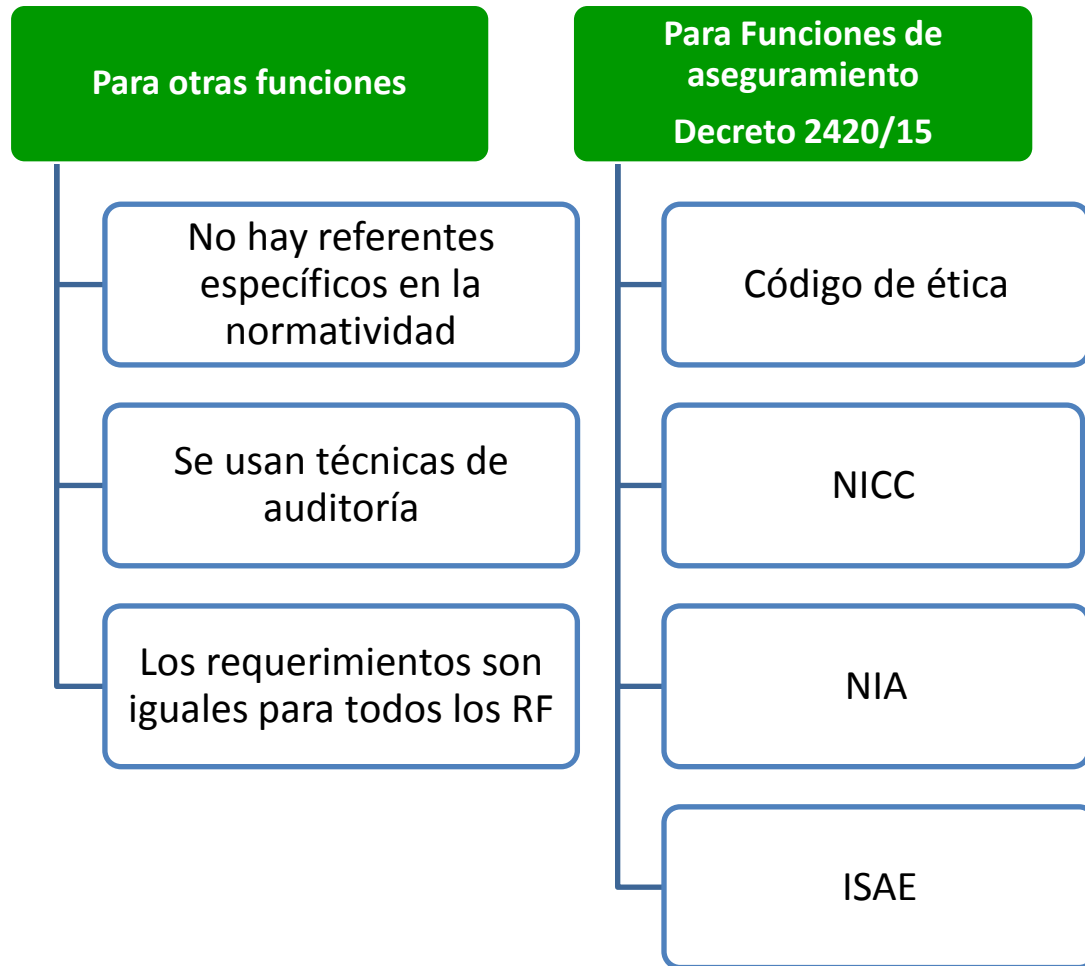 Para otras funciones
No hay referentes
específicos en la
normatividad
Se usan técnicas de
auditoría
Los requerimientos son
iguales para todos los RF
Para Funciones de
aseguramiento
Decreto 2420/15
Código de ética
NICC
NIA
ISAE